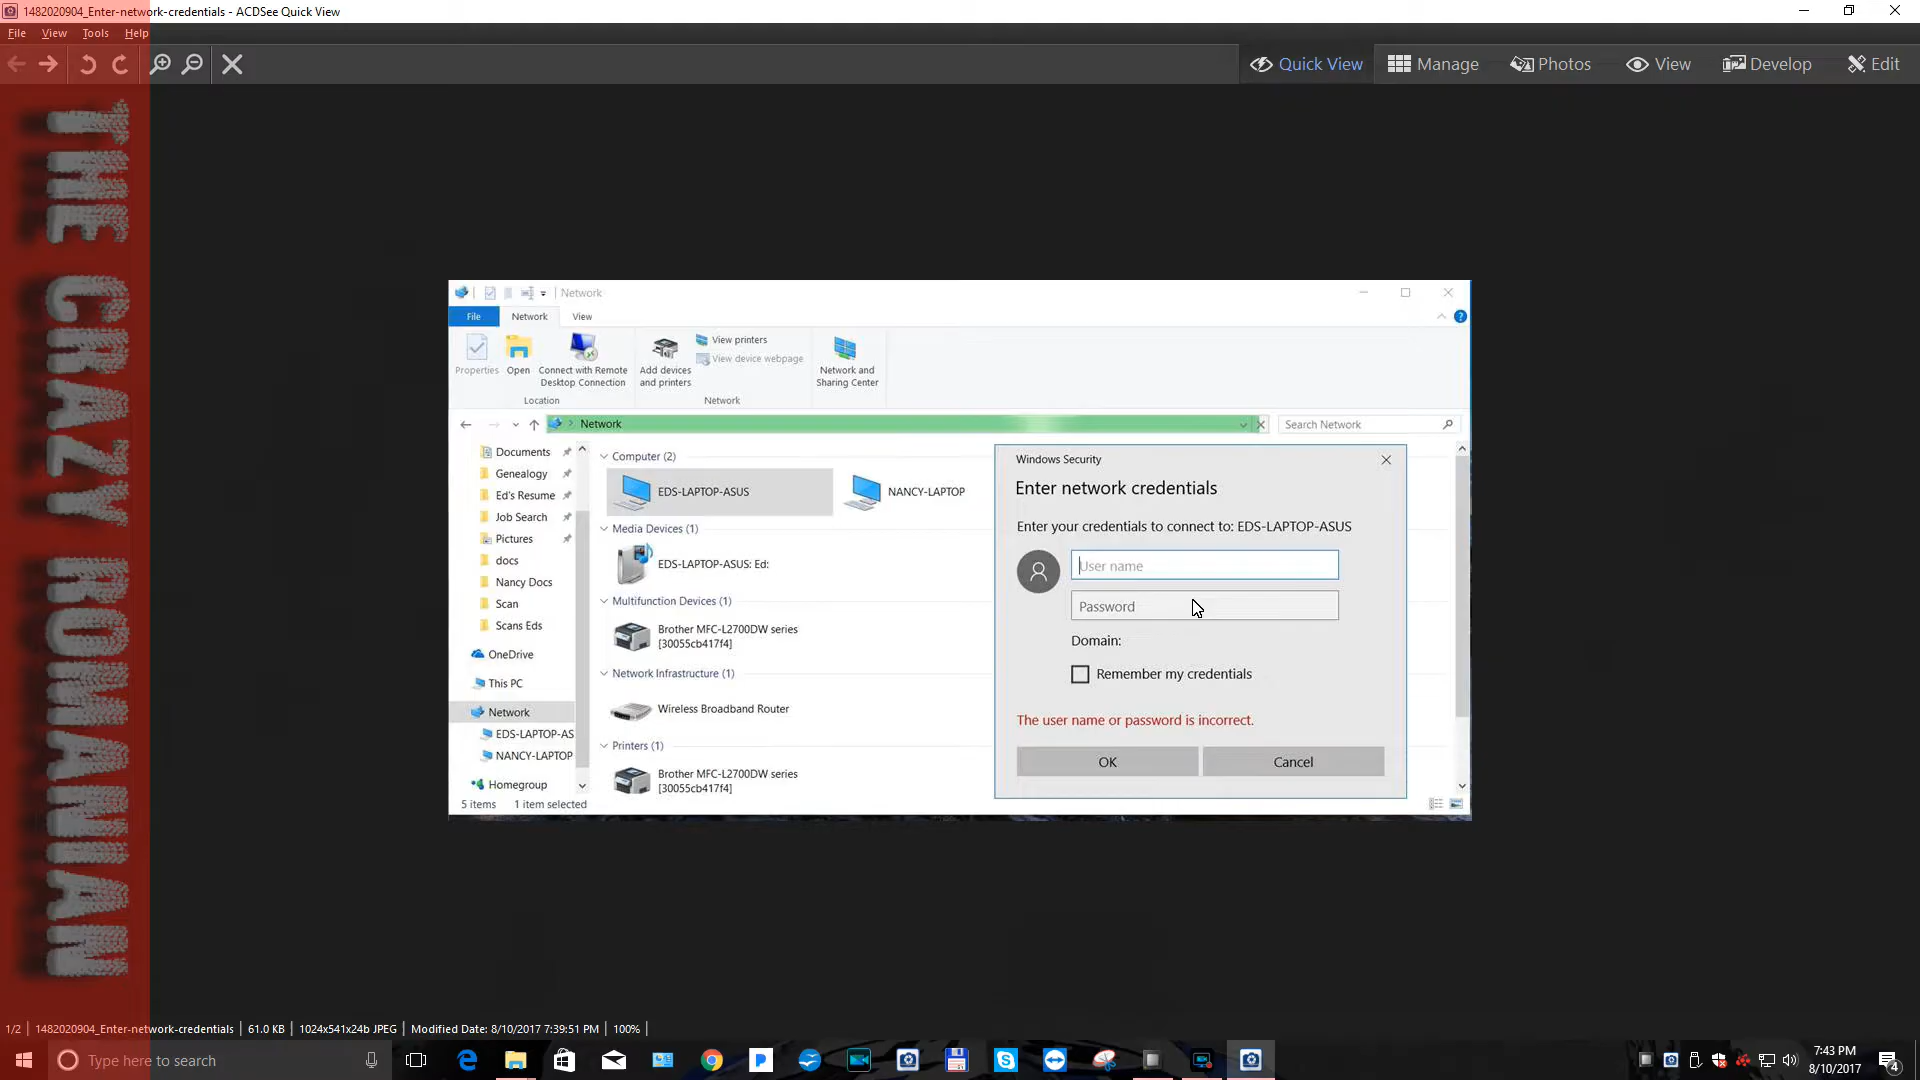 1482020904_Enter-network-credentials - ACDSee Quick View
File View Tools Help
Quick View Manage Photos View Develop Edit
THE CRAZY ROMANIAN
Network
File Network View
Properties Open Connect with Remote Desktop Connection Add devices and printers View printers View device webpage Network and Sharing Center
Location Network
Network Search Network
Documents
Genealogy
Ed's Resume
Job Search
Pictures
docs
Nancy Docs
Scan
Scans Eds
OneDrive
This PC
Network
EDS-LAPTOP-AS
NANCY-LAPTOP
Homegroup
Computer (2)
EDS-LAPTOP-ASUS NANCY-LAPTOP
Media Devices (1)
EDS-LAPTOP-ASUS: Ed:
Multifunction Devices (1)
Brother MFC-L2700DW series
[30055cb417f4]
Network Infrastructure (1)
Wireless Broadband Router
Printers (1)
Brother MFC-L2700DW series
[30055cb417f4]
5 items 1 item selected
Windows Security
Enter network credentials
Enter your credentials to connect to: EDS-LAPTOP-ASUS
User name
Password
Domain:
Remember my credentials
The user name or password is incorrect.
OK Cancel
1/2 1482020904_Enter-network-credentials 61.0 KB 1024x541x24b JPEG Modified Date: 8/10/2017 7:39:51 PM 100%
Type here to search
7:43 PM
8/10/2017
4